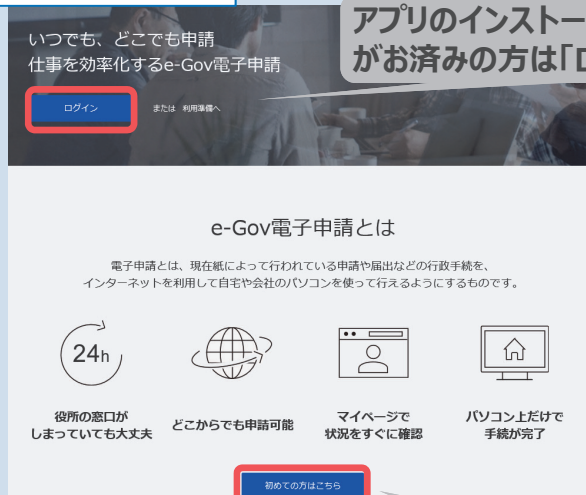 アプリのインストー
がお済みの方は「ロ
いつでも、どこでも申請
仕事を効率化するe-Gov電子申請
ログイン
または 利用準備へ
e-Gov電子申請とは
電子申請とは、現在紙によって行われている申請や届出などの行政手続を、
インターネットを利用して自宅や会社のパソコンを使って行えるようにするものです。
24h
役所の窓口が
しまっていても大丈夫
どこからでも申請可能
マイページで
状況をすぐに確認
パソコン上だけで
手続が完了
初めての方はこちら